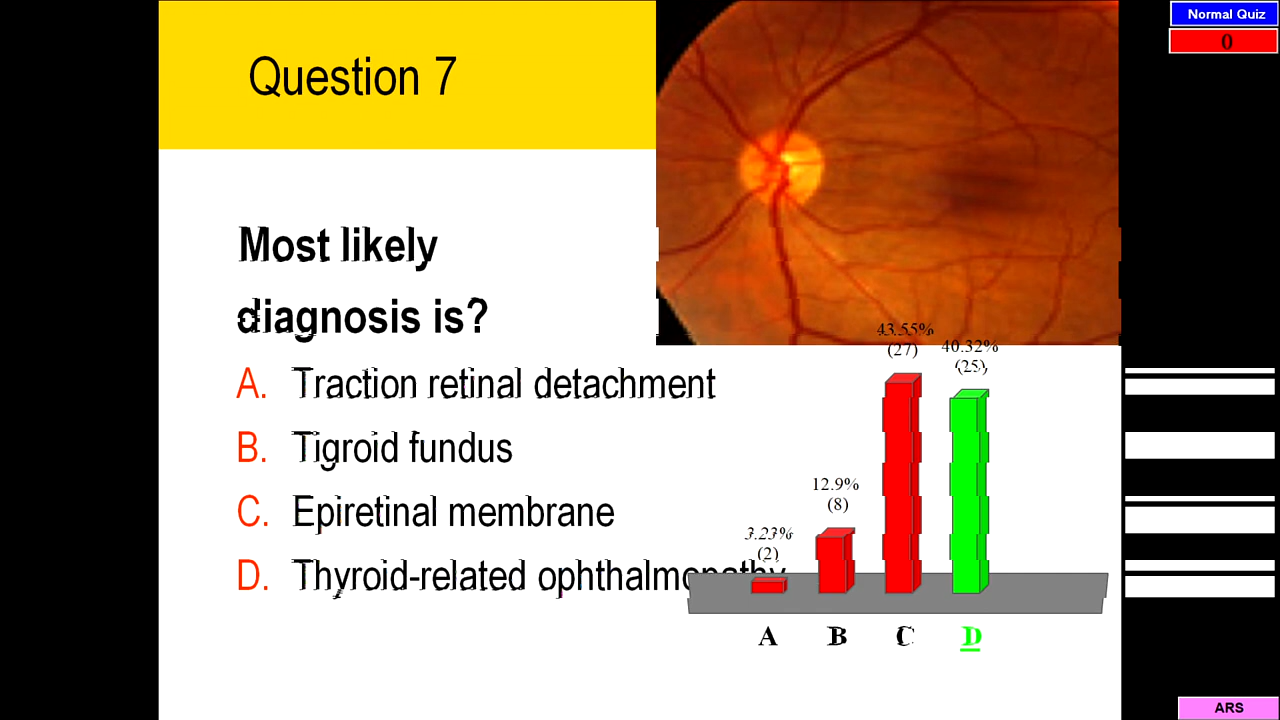 Normal Quiz
0
Question 7
Most likely
diagnosis is?
A. Traction retinal detachment
B. Tigroid fundus
C. Epiretinal membrane
D. Thyroid-related ophthalmopathy
3.23%
(2)
12.9%
(8)
43.55%
(27)
40.32%
(25)
A B C D
ARS